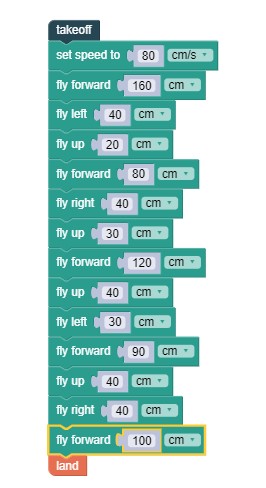 takeoff
set speed to 80 cm/s
fly forward 160 cm
fly left 40 cm
fly up 20 cm
fly forward 80 cm
fly right 40 cm
fly up 30 cm
fly forward 120 cm
fly up 40 cm
fly left 30 cm
fly forward 90 cm
fly up 40 cm
fly right 40 cm
fly forward 100 cm
land